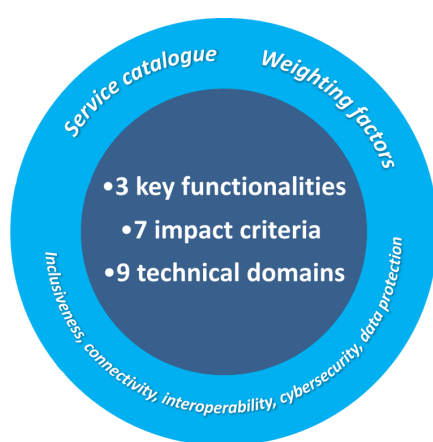 Service catalogue
Weighting factors
•3 key functionalities
•7 impact criteria
•9 technical domains
Inclusiveness, connectivity, interoperability, cybersecurity, data protection